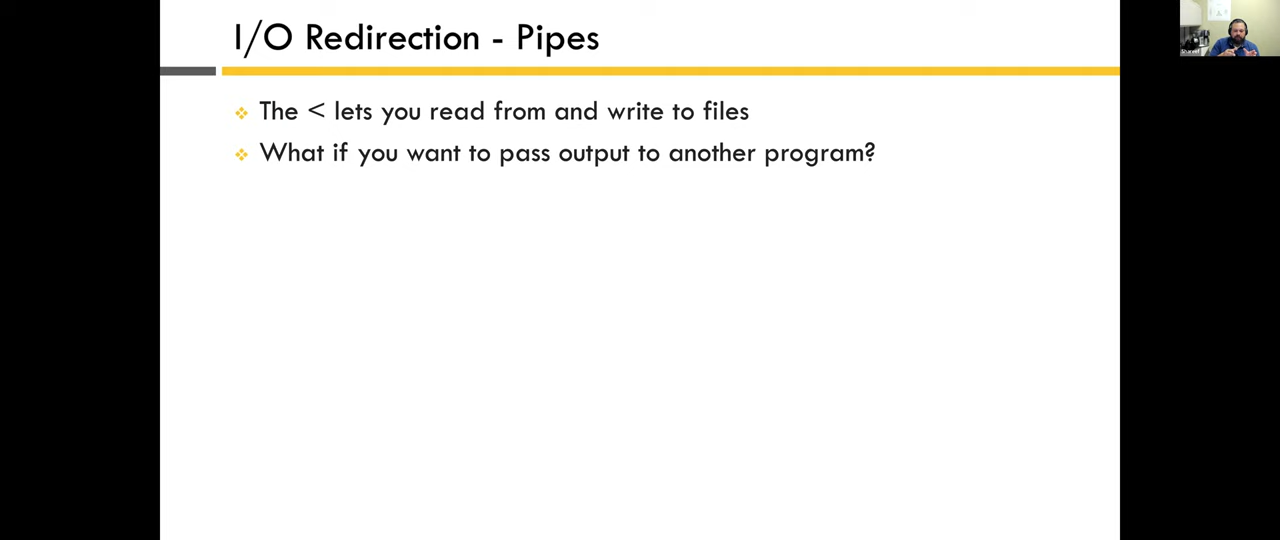 I/O Redirection - Pipes
The < lets you read from and write to files
What if you want to pass output to another program?